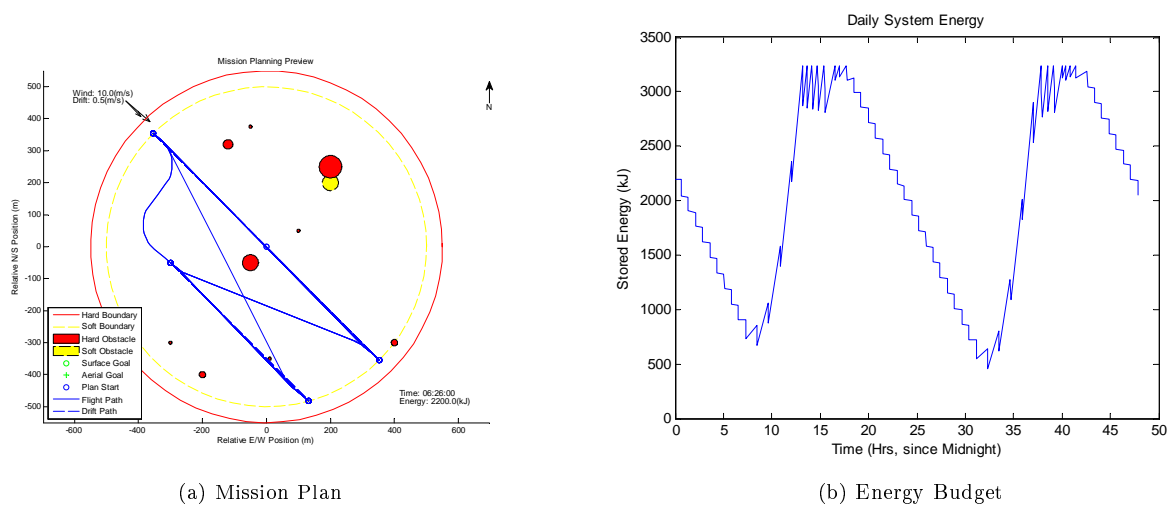 Mission Planning Preview
Wind: 10.0(m/s)
Drift: 0.5(m/s)
N
500
400
300
200
100
0
-100
-200
-300
-400
-500
Relative N/S Position (m)
Hard Boundary
Soft Boundary
Hard Obstacle
Soft Obstacle
Surface Goal
Aerial Goal
Plan Start
Flight Path
Drift Path
Time: 06:26:00
Energy: 2200.0(kJ)
-600 -400 -200 0 200 400 600
Relative E/W Position (m)
(a) Mission Plan
Daily System Energy
3500
3000
2500
2000
1500
1000
500
0
Stored Energy (kJ)
0 5 10 15 20 25 30 35 40 45 50
Time (Hrs, since Midnight)
(b) Energy Budget